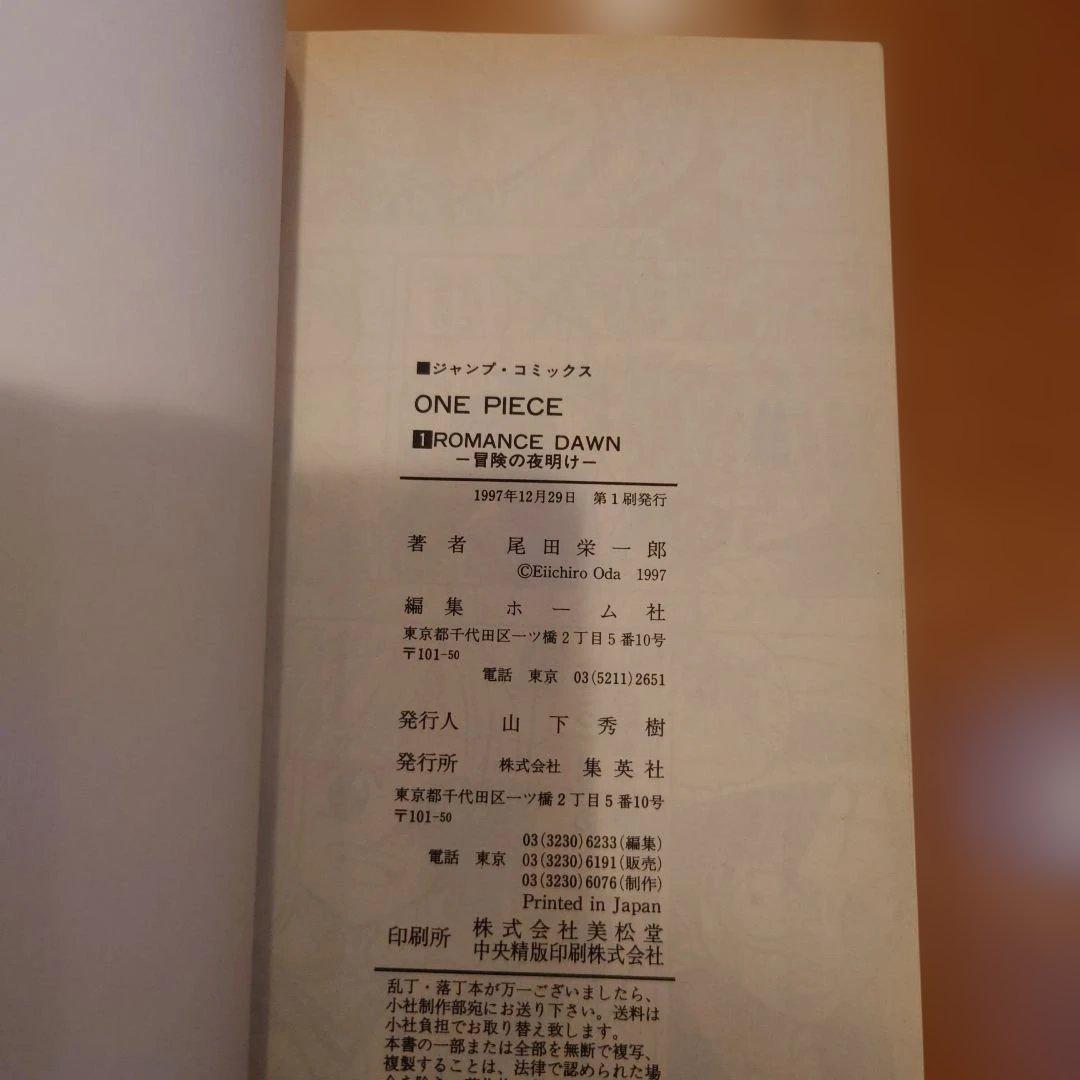 ■ジャンプ・コミックス
ONE PIECE
1 ROMANCE DAWN
―冒険の夜明け―
1997年12月29日 第1刷発行
著者 尾田栄一郎
©Eiichiro Oda 1997
編集 ホーム社
東京都千代田区一ツ橋2丁目5番10号
〒101-50
電話 東京 03(5211)2651
発行人 山下秀樹
発行所 株式会社 集英社
東京都千代田区一ツ橋2丁目5番10号
〒101-50
03(3230)6233(編集)
電話 東京 03(3230)6191(販売)
03(3230)6076(制作)
Printed in Japan
印刷所 株式会社美松堂
中央精版印刷株式会社
乱丁・落丁本が万一ございましたら、
小社制作部宛にお送り下さい。送料は
小社負担でお取り替え致します。
本書の一部または全部を無断で複写、
複製することは、法律で認められた場